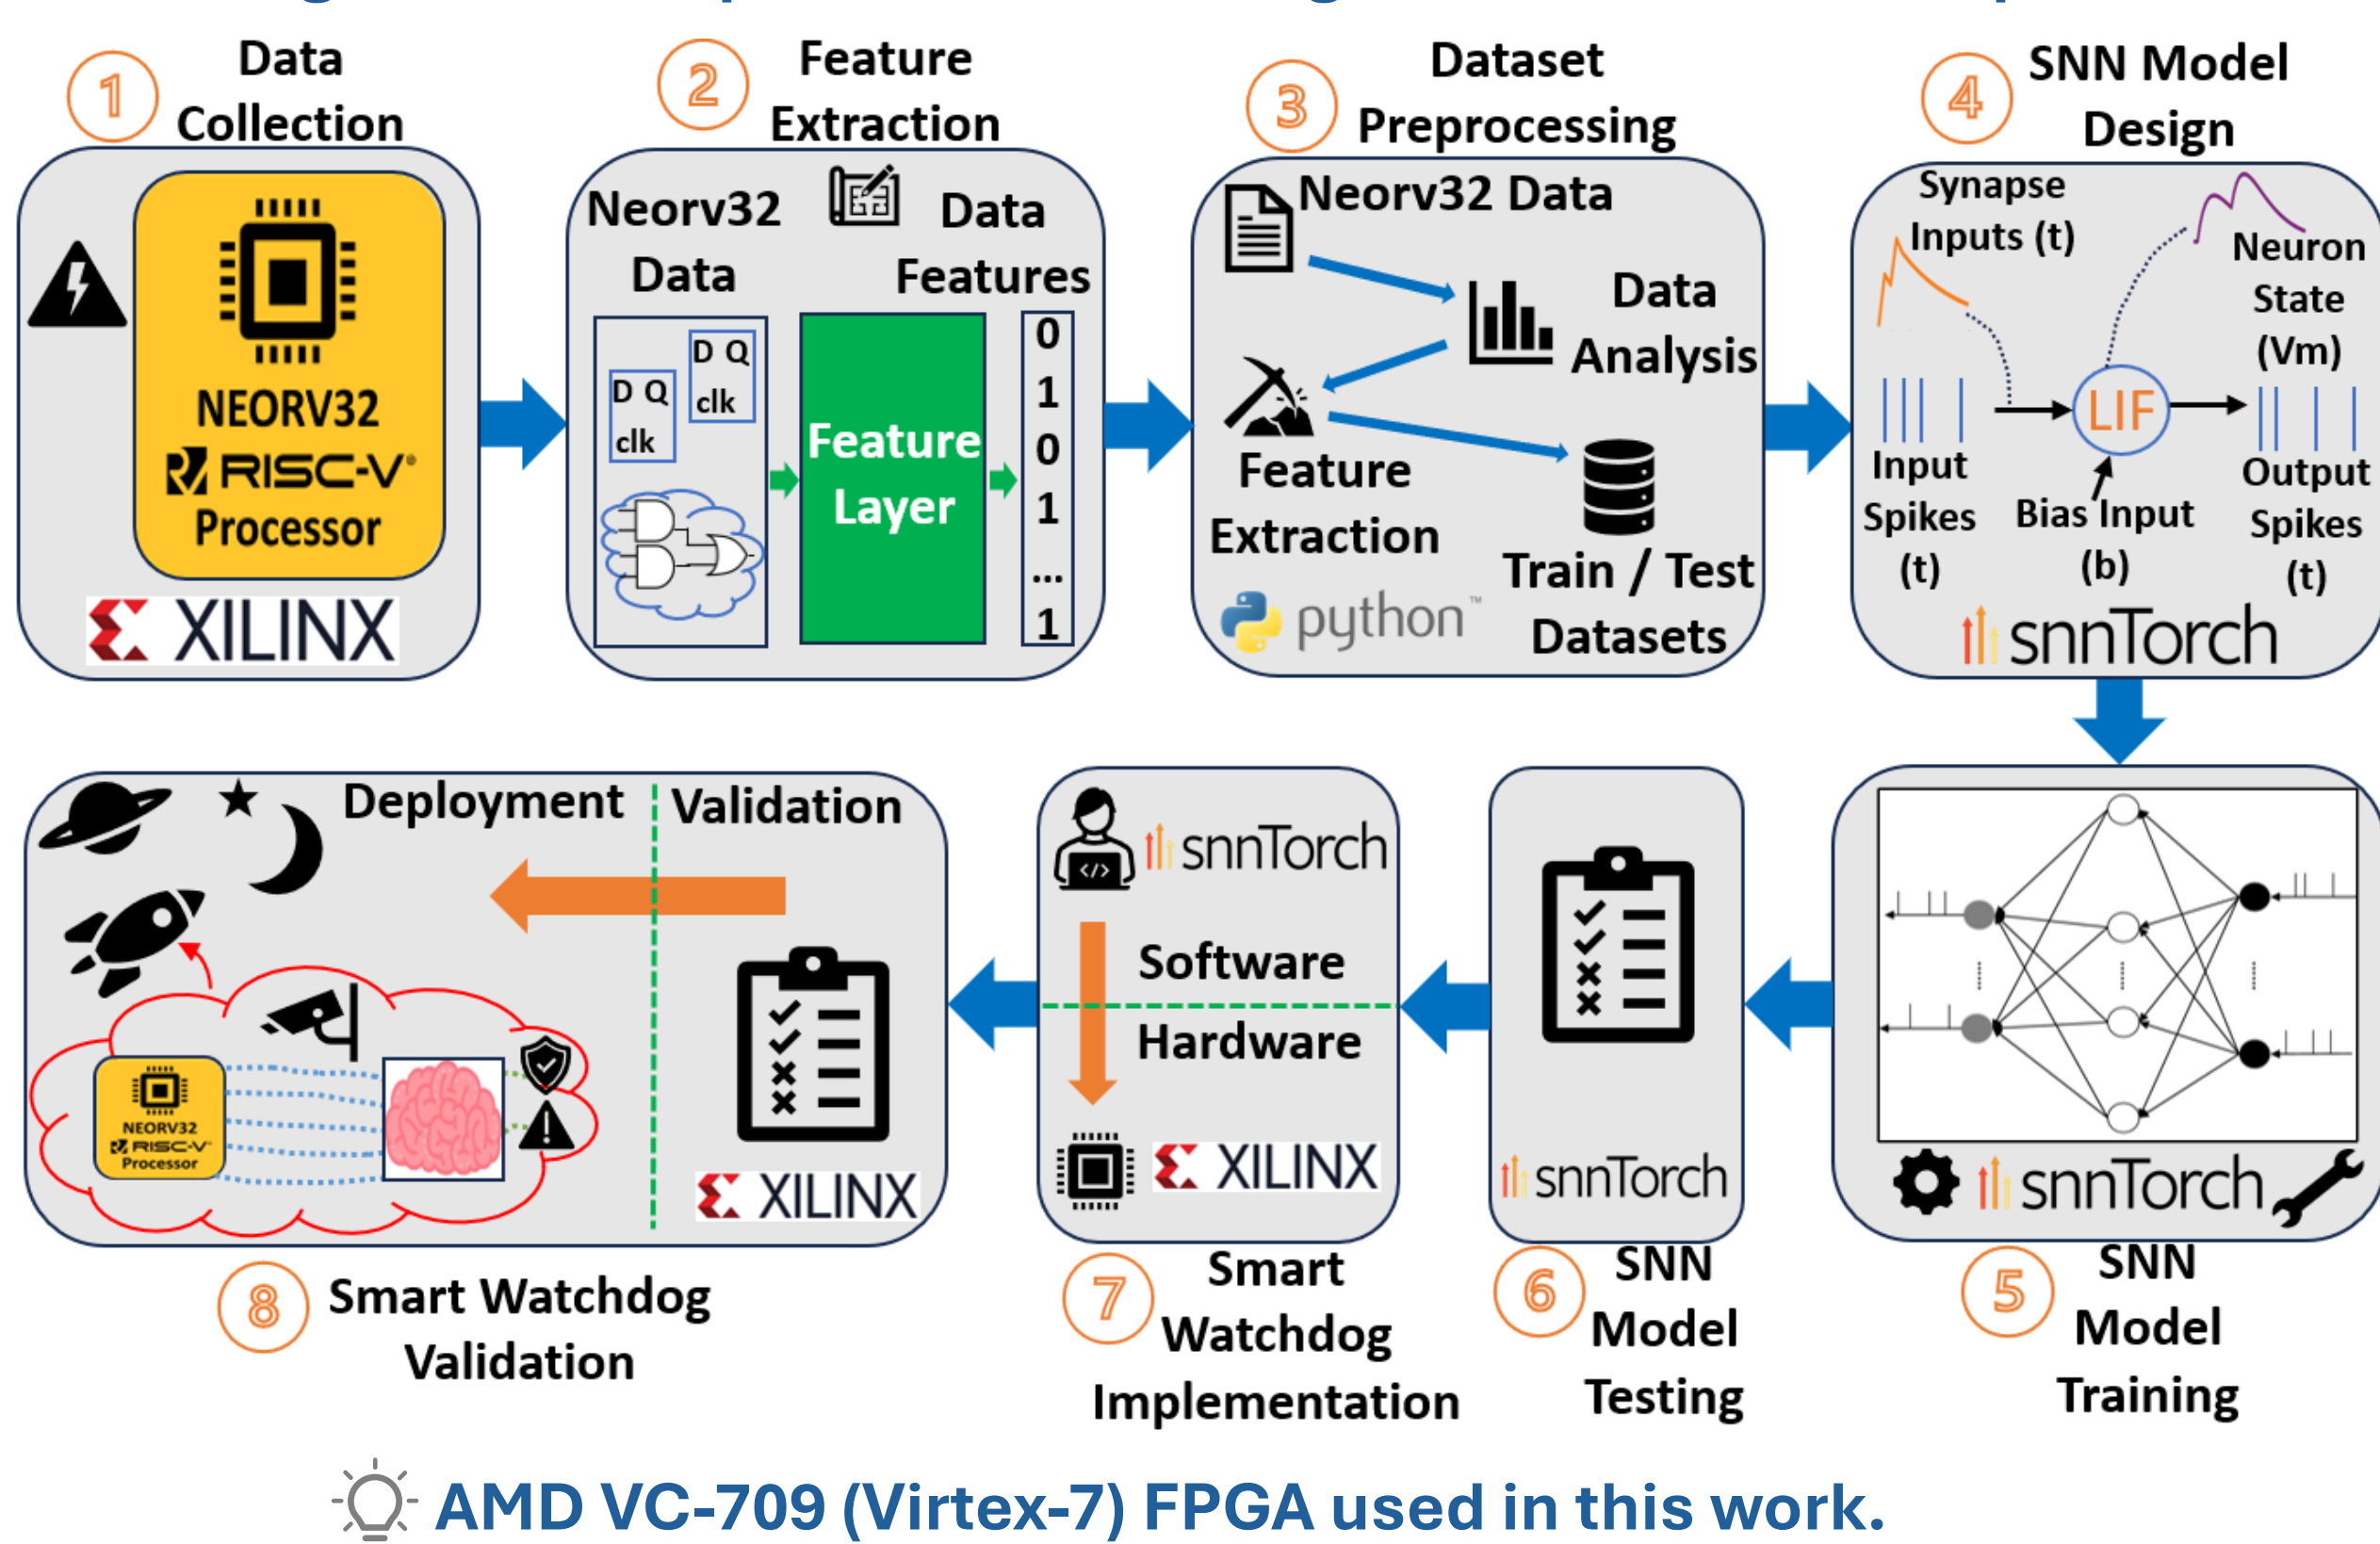 1
Data
Collection
NEORV32
RISC-V®
Processor
XILINX
2
Feature
Extraction
Neorv32
Data
Data
Features
D Q
clk
D Q
clk
Feature
Layer
0
1
0
1
...
1
3
Dataset
Preprocessing
Neorv32 Data
Data
Analysis
Feature
Extraction
Train / Test
Datasets
python™
4
SNN Model
Design
Synapse
Inputs (t)
Neuron
State
(Vm)
LIF
Input
Spikes
(t)
Bias Input
(b)
Output
Spikes
(t)
snnTorch
Deployment
Validation
NEORV32
RISC-V
Processor
XILINX
8
Smart Watchdog
Validation
</>
snnTorch
Software
Hardware
XILINX
7
Smart
Watchdog
Implementation
snnTorch
6
SNN
Model
Testing
snnTorch
5
SNN
Model
Training
AMD VC-709 (Virtex-7) FPGA used in this work.